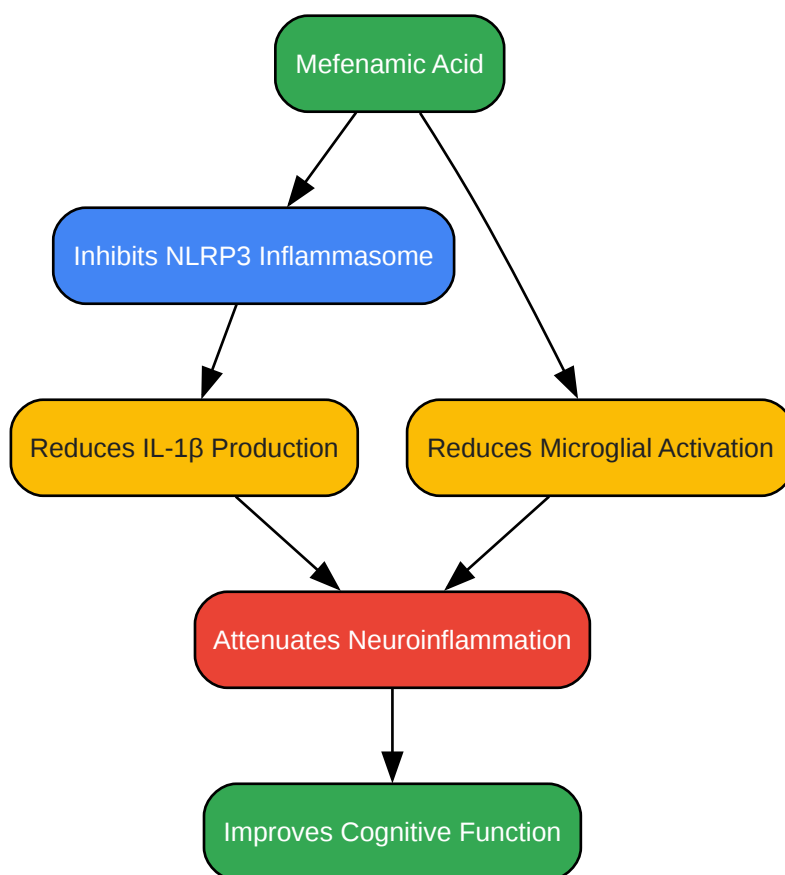 Mefenamic Acid
Inhibits NLRP3 Inflammasome
Reduces IL-1β Production
Reduces Microglial Activation
Attenuates Neuroinflammation
Improves Cognitive Function